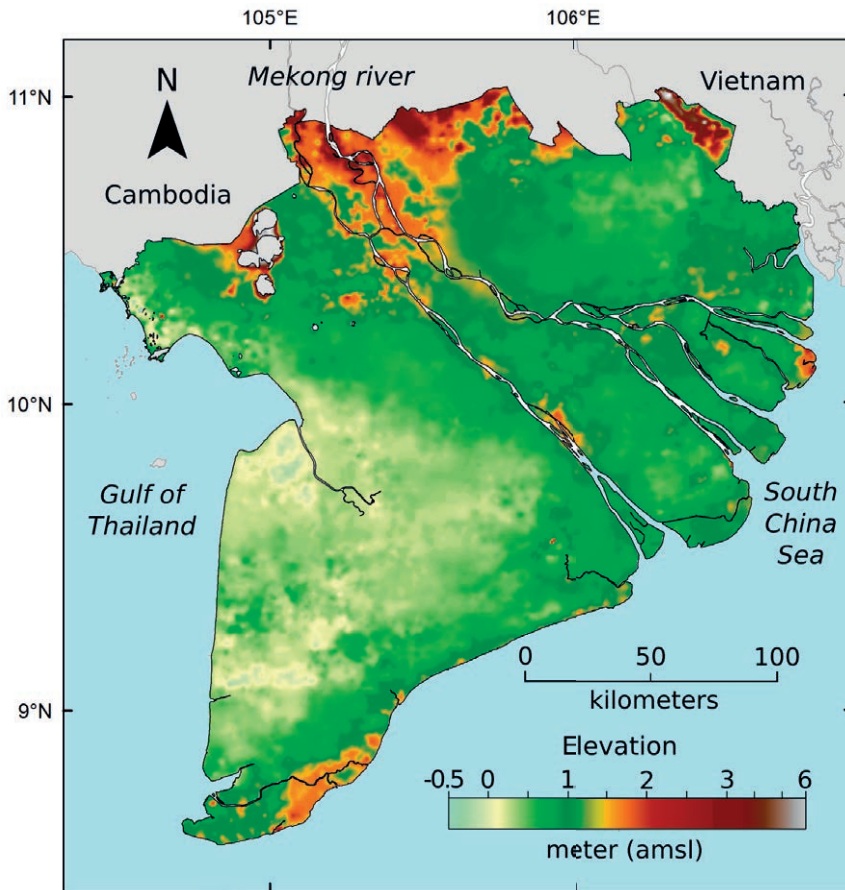 105°E
106°E
11°N
N
Mekong river
Vietnam
Cambodia
10°N
Gulf of
Thailand
South
China
Sea
0
50
100
kilometers
9°N
Elevation
-0.5 0 1 2 3 6
meter (amsl)